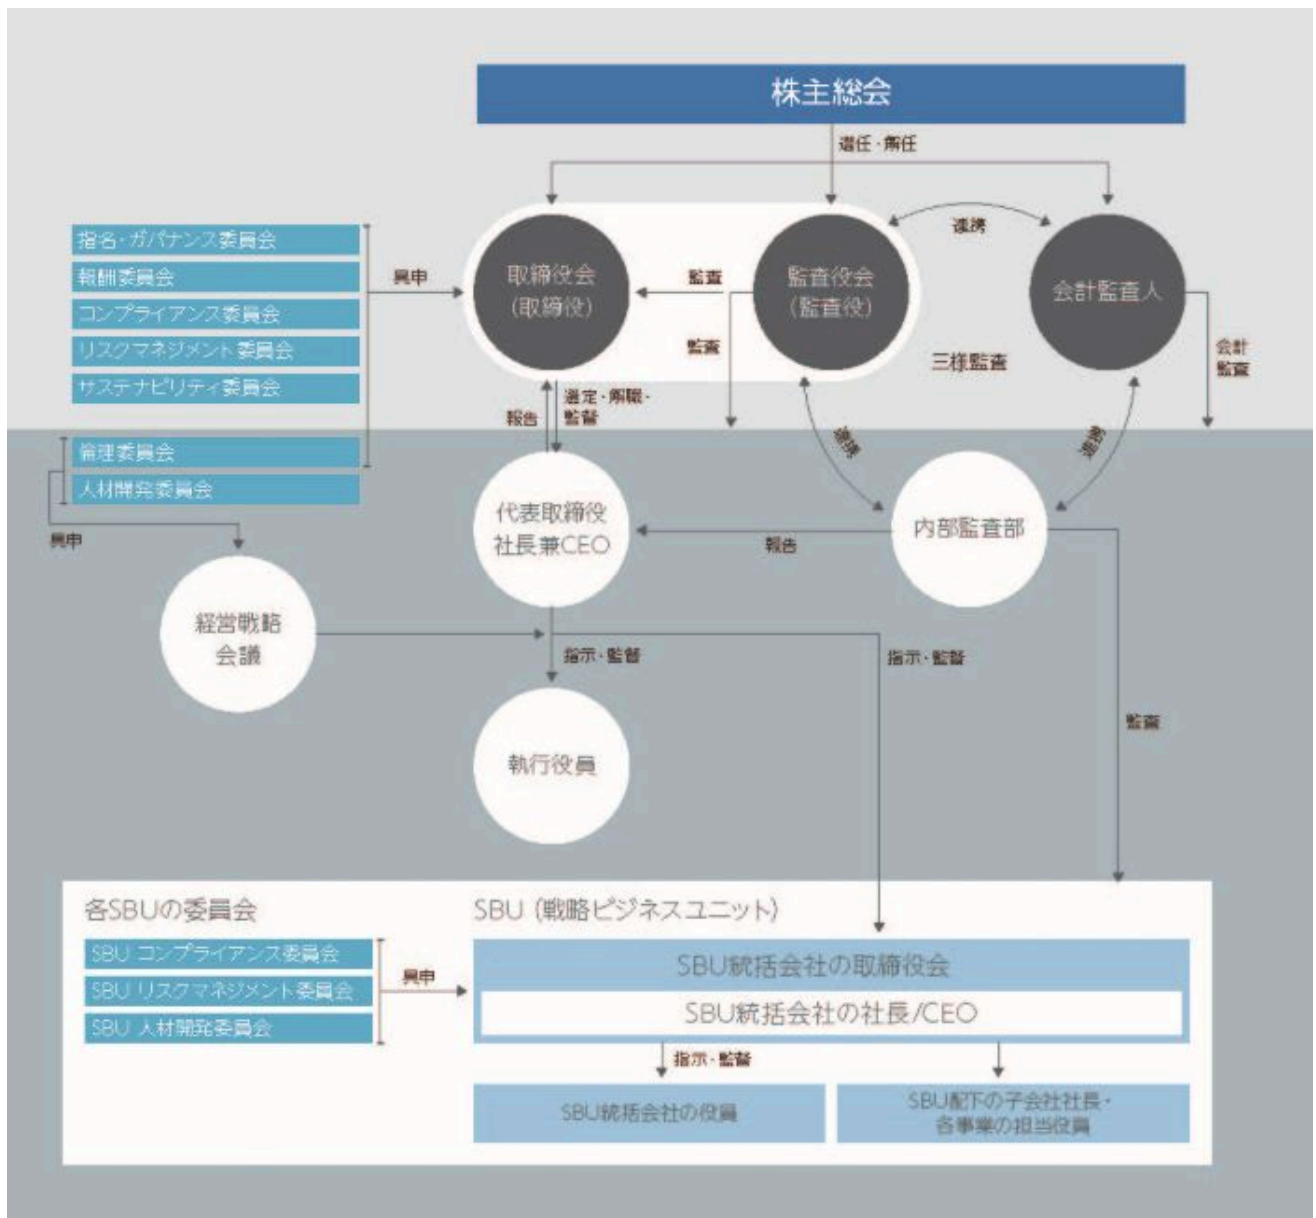 株主総会
選任・解任
連携
指名・ガバナンス委員会
報酬委員会
コンプライアンス委員会
リスクマネジメント委員会
サステナビリティ委員会
具申
取締役会
(取締役)
監査
監査
監査役会
(監査役)
会計監査人
三様監査
会計
監査
報告
選定・解職・
監督
連携
連携
倫理委員会
人材開発委員会
具申
代表取締役
社長兼CEO
報告
内部監査部
経営戦略
会議
指示・監督
指示・監督
監査
執行役員
各SBUの委員会
SBU コンプライアンス委員会
SBU リスクマネジメント委員会
SBU 人材開発委員会
具申
SBU (戦略ビジネスユニット)
SBU統括会社の取締役会
SBU統括会社の社長/CEO
指示・監督
SBU統括会社の役員
SBU配下の子会社社長・
各事業の担当役員